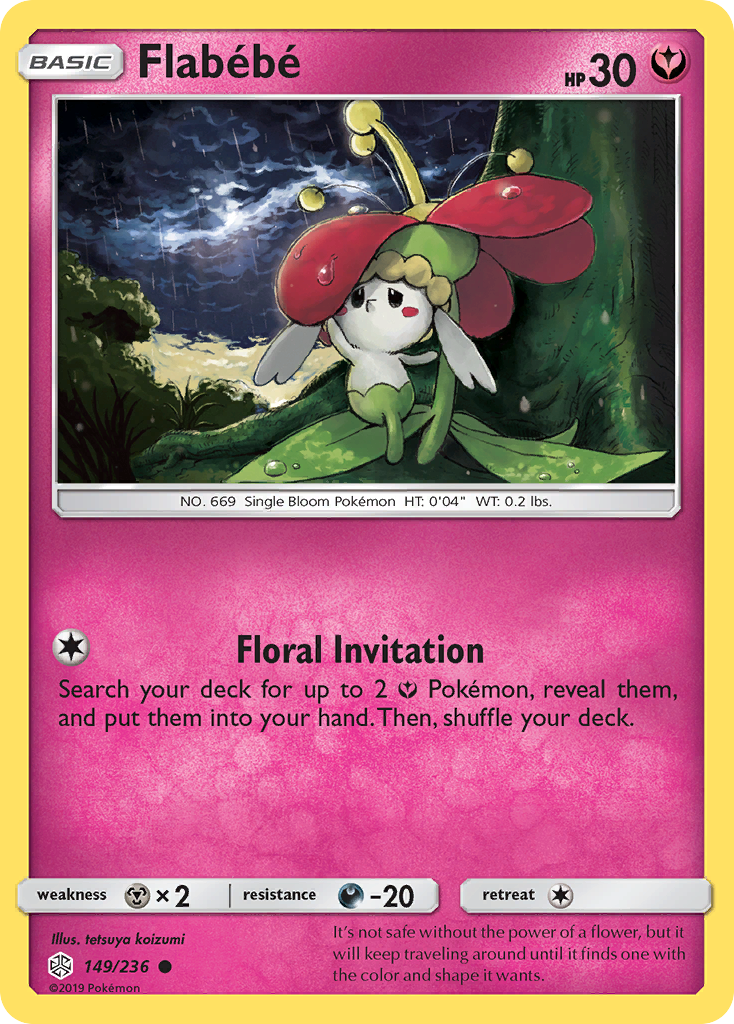 BASIC Flabébé HP30
NO. 669 Single Bloom Pokémon HT: 0'04" WT: 0.2 lbs.
Floral Invitation
Search your deck for up to 2 Pokémon, reveal them,
and put them into your hand. Then, shuffle your deck.
weakness ×2 resistance -20 retreat
Illus. tetsuya koizumi
149/236
©2019 Pokémon
It's not safe without the power of a flower, but it
will keep traveling around until it finds one with
the color and shape it wants.